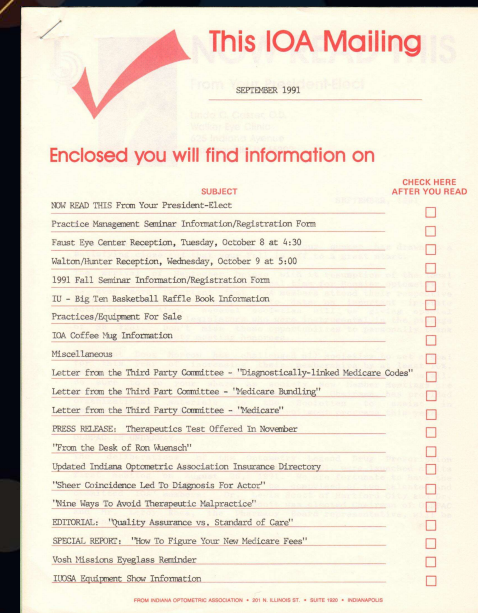 This IOA Mailing
SEPTEMBER 1991
Enclosed you will find information on
SUBJECT
CHECK HERE
AFTER YOU READ
NOW READ THIS From Your President-Elect
Practice Management Seminar Information/Registration Form
Faust Eye Center Reception, Tuesday, October 8 at 4:30
Walton/Hunter Reception, Wednesday, October 9 at 5:00
1991 Fall Seminar Information/Registration Form
IU - Big Ten Basketball Raffle Book Information
Practices/Equipment For Sale
IOA Coffee Mug Information
Miscellaneous
Letter from the Third Party Committee - "Diagnostically-linked Medicare Codes"
Letter from the Third Part Committee - "Medicare Bundling"
Letter from the Third Party Committee - "Medicare"
PRESS RELEASE: Therapeutics Test Offered In November
"From the Desk of Ron Wuensch"
Updated Indiana Optometric Association Insurance Directory
"Sheer Coincidence Led To Diagnosis For Actor"
"Nine Ways To Avoid Therapeutic Malpractice"
EDITORIAL: "Quality Assurance vs. Standard of Care"
SPECIAL REPORT: "How To Figure Your New Medicare Fees"
Vosh Missions Eyeglass Reminder
IUOSA Equipment Show Information
FROM INDIANA OPTOMETRIC ASSOCIATION • 201 N. ILLINOIS ST. • SUITE 1920 • INDIANAPOLIS